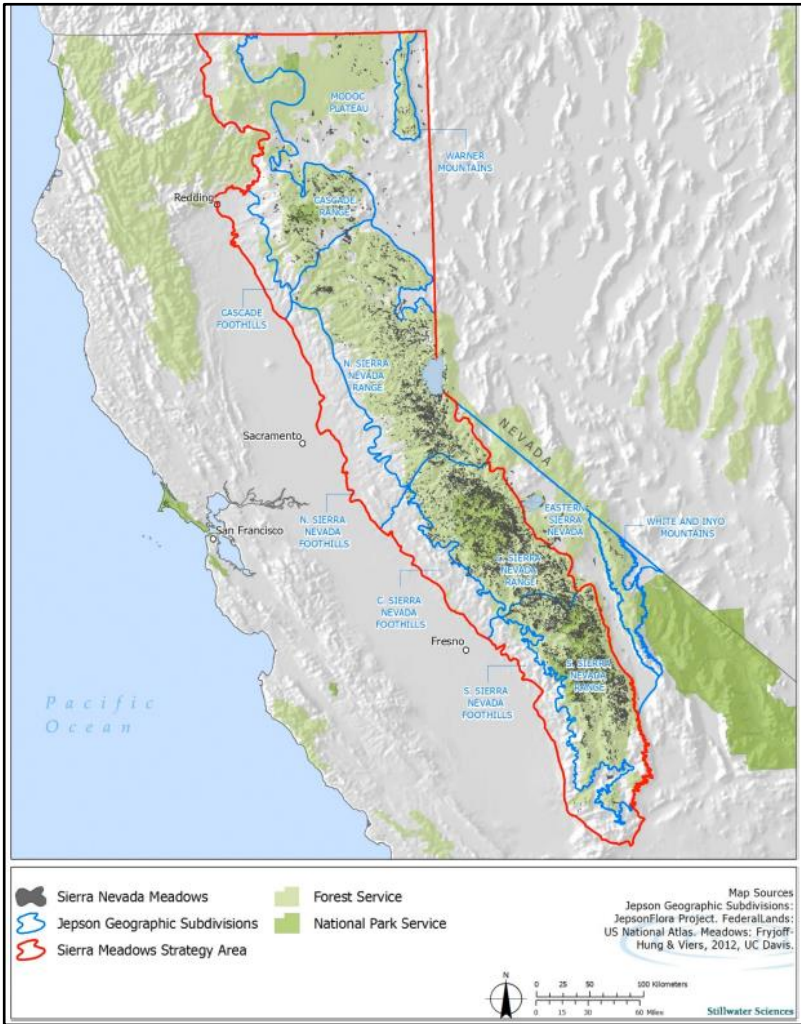 MODOC
PLATEAU
WARNER
MOUNTAINS
Redding
CASCADE
RANGE
CASCADE
FOOTHILLS
N. SIERRA
NEVADA
RANGE
NEVADA
Sacramento
EASTERN
SIERRA
NEVADA
WHITE AND INYO
MOUNTAINS
San Francisco
N. SIERRA
NEVADA
FOOTHILLS
C. SIERRA
NEVADA
RANGE
C. SIERRA
NEVADA
FOOTHILLS
Fresno
S. SIERRA
NEVADA
RANGE
S. SIERRA
NEVADA
FOOTHILLS
Pacific
Ocean
Sierra Nevada Meadows
Jepson Geographic Subdivisions
Sierra Meadows Strategy Area
Forest Service
National Park Service
Map Sources
Jepson Geographic Subdivisions:
JepsonFlora Project. FederalLands:
US National Atlas. Meadows: Fryjoff-
Hung & Viers, 2012, UC Davis.
N
0 25 50 100 Kilometers
0 15 30 60 Miles
Stillwater Sciences